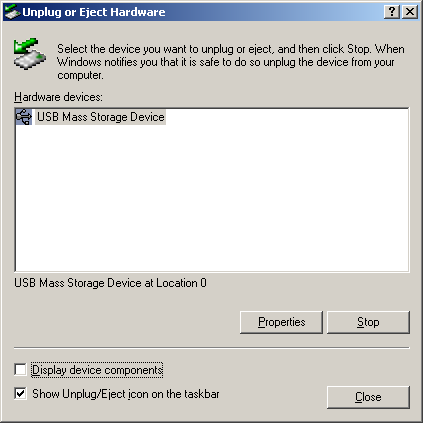 Unplug or Eject Hardware
Select the device you want to unplug or eject, and then click Stop. When
Windows notifies you that it is safe to do so unplug the device from your
computer.
Hardware devices:
USB Mass Storage Device
USB Mass Storage Device at Location 0
Properties Stop
Display device components
Show Unplug/Eject icon on the taskbar
Close